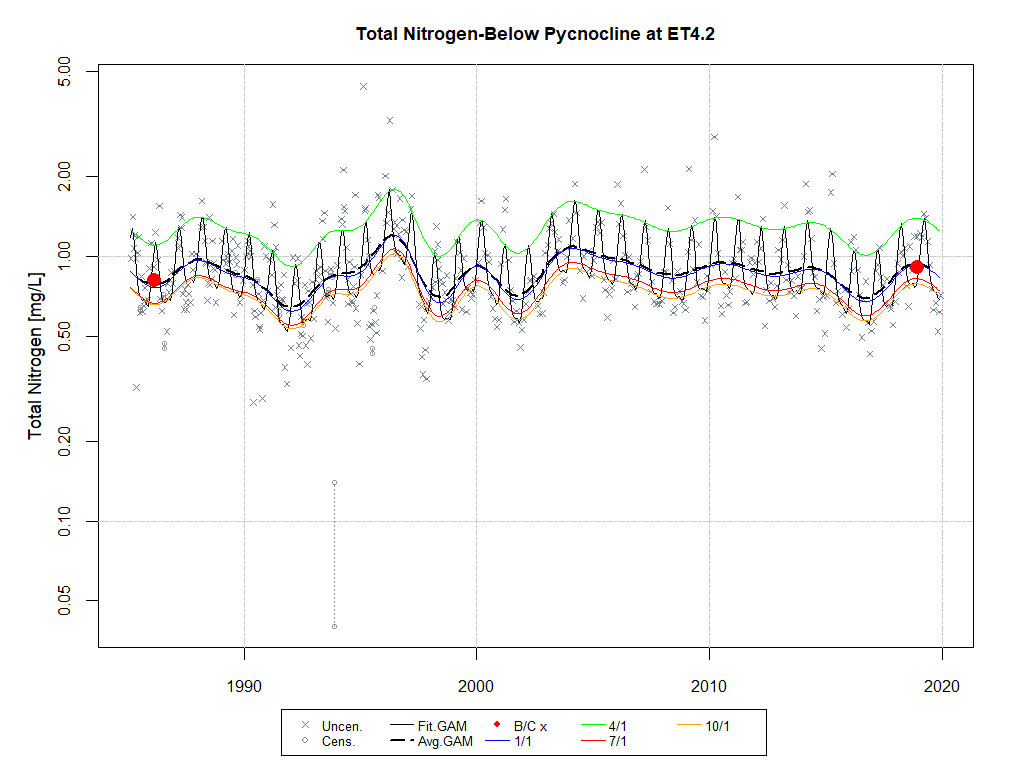 Total Nitrogen-Below Pycnocline at ET4.2
Total Nitrogen [mg/L]
5.00
2.00
1.00
0.50
0.20
0.10
0.05
1990 2000 2010 2020
Uncen. Fit.GAM B/C x 4/1 10/1
Cens. Avg.GAM 1/1 7/1